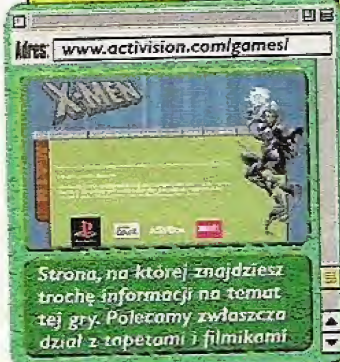 Adres: www.activision.com/games/
X-MEN
ACTIVISION
Strona, na której znajdziesz
trochę informacji na temat
tej gry. Polecamy zwłaszcza
dział z tapetami i filmikami